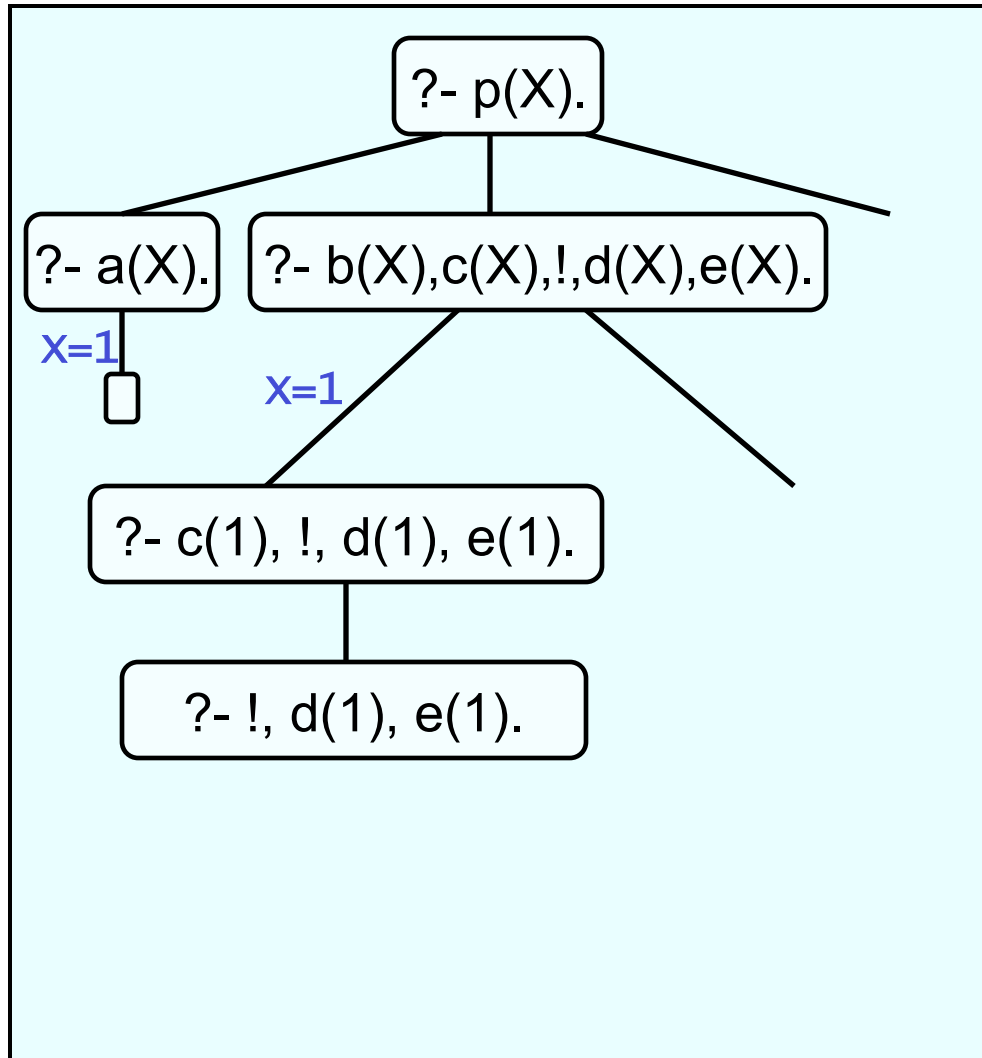 ?- p(X).
?- a(X).
?- b(X),c(X),!,d(X),e(X).
X=1
X=1
?- c(1), !, d(1), e(1).
?- !, d(1), e(1).